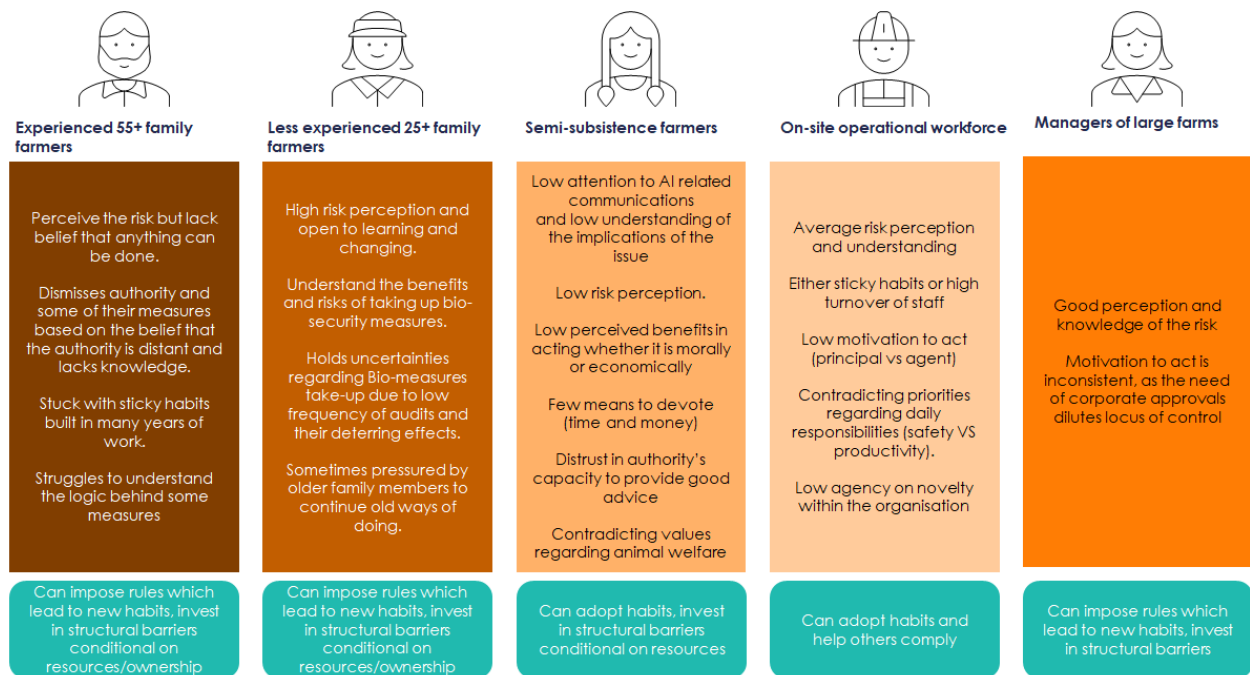 Experienced 55+ family
farmers
Less experienced 25+ family
farmers
Semi-subsistence farmers
On-site operational workforce
Managers of large farms
Perceive the risk but lack
belief that anything can
be done.
Dismisses authority and
some of their measures
based on the belief that
the authority is distant and
lacks knowledge.
Stuck with sticky habits
built in many years of
work.
Struggles to understand
the logic behind some
measures
High risk perception and
open to learning and
changing.
Understand the benefits
and risks of taking up bio-
security measures.
Holds uncertainties
regarding Bio-measures
take-up due to low
frequency of audits and
their deterring effects.
Sometimes pressured by
older family members to
continue old ways of
doing.
Low attention to AI related
communications
and low understanding of
the implications of the
issue
Low risk perception.
Low perceived benefits in
acting whether it is morally
or economically
Few means to devote
(time and money)
Distrust in authority's
capacity to provide good
advice
Contradicting values
regarding animal welfare
Average risk perception
and understanding
Either sticky habits or high
turnover of staff
Low motivation to act
(principal vs agent)
Contradicting priorities
regarding daily
responsibilities (safety VS
productivity).
Low agency on novelty
within the organisation
Good perception and
knowledge of the risk
Motivation to act is
inconsistent, as the need
of corporate approvals
dilutes locus of control
Can impose rules which
lead to new habits, invest
in structural barriers
conditional on
resources/ownership
Can impose rules which
lead to new habits, invest
in structural barriers
conditional on
resources/ownership
Can adopt habits, invest
in structural barriers
conditional on resources
Can adopt habits and
help others comply
Can impose rules which
lead to new habits, invest
in structural barriers